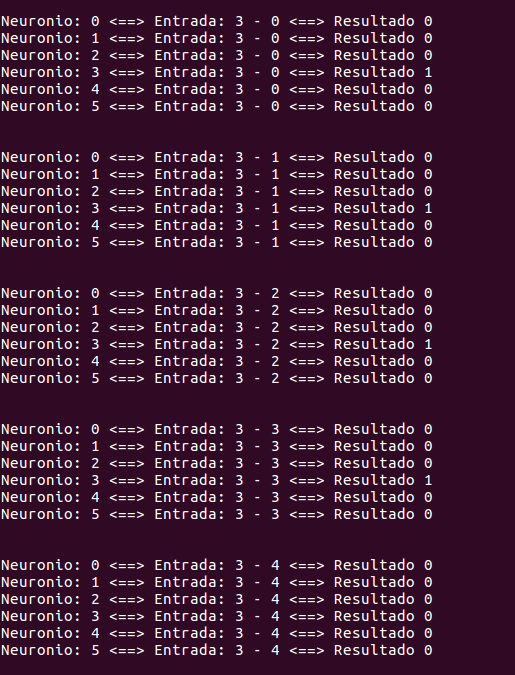 Neuronio: 0 <==> Entrada: 3 - 0 <==> Resultado 0
Neuronio: 1 <==> Entrada: 3 - 0 <==> Resultado 0
Neuronio: 2 <==> Entrada: 3 - 0 <==> Resultado 0
Neuronio: 3 <==> Entrada: 3 - 0 <==> Resultado 1
Neuronio: 4 <==> Entrada: 3 - 0 <==> Resultado 0
Neuronio: 5 <==> Entrada: 3 - 0 <==> Resultado 0
Neuronio: 0 <==> Entrada: 3 - 1 <==> Resultado 0
Neuronio: 1 <==> Entrada: 3 - 1 <==> Resultado 0
Neuronio: 2 <==> Entrada: 3 - 1 <==> Resultado 0
Neuronio: 3 <==> Entrada: 3 - 1 <==> Resultado 1
Neuronio: 4 <==> Entrada: 3 - 1 <==> Resultado 0
Neuronio: 5 <==> Entrada: 3 - 1 <==> Resultado 0
Neuronio: 0 <==> Entrada: 3 - 2 <==> Resultado 0
Neuronio: 1 <==> Entrada: 3 - 2 <==> Resultado 0
Neuronio: 2 <==> Entrada: 3 - 2 <==> Resultado 0
Neuronio: 3 <==> Entrada: 3 - 2 <==> Resultado 1
Neuronio: 4 <==> Entrada: 3 - 2 <==> Resultado 0
Neuronio: 5 <==> Entrada: 3 - 2 <==> Resultado 0
Neuronio: 0 <==> Entrada: 3 - 3 <==> Resultado 0
Neuronio: 1 <==> Entrada: 3 - 3 <==> Resultado 0
Neuronio: 2 <==> Entrada: 3 - 3 <==> Resultado 0
Neuronio: 3 <==> Entrada: 3 - 3 <==> Resultado 1
Neuronio: 4 <==> Entrada: 3 - 3 <==> Resultado 0
Neuronio: 5 <==> Entrada: 3 - 3 <==> Resultado 0
Neuronio: 0 <==> Entrada: 3 - 4 <==> Resultado 0
Neuronio: 1 <==> Entrada: 3 - 4 <==> Resultado 0
Neuronio: 2 <==> Entrada: 3 - 4 <==> Resultado 0
Neuronio: 3 <==> Entrada: 3 - 4 <==> Resultado 0
Neuronio: 4 <==> Entrada: 3 - 4 <==> Resultado 0
Neuronio: 5 <==> Entrada: 3 - 4 <==> Resultado 0